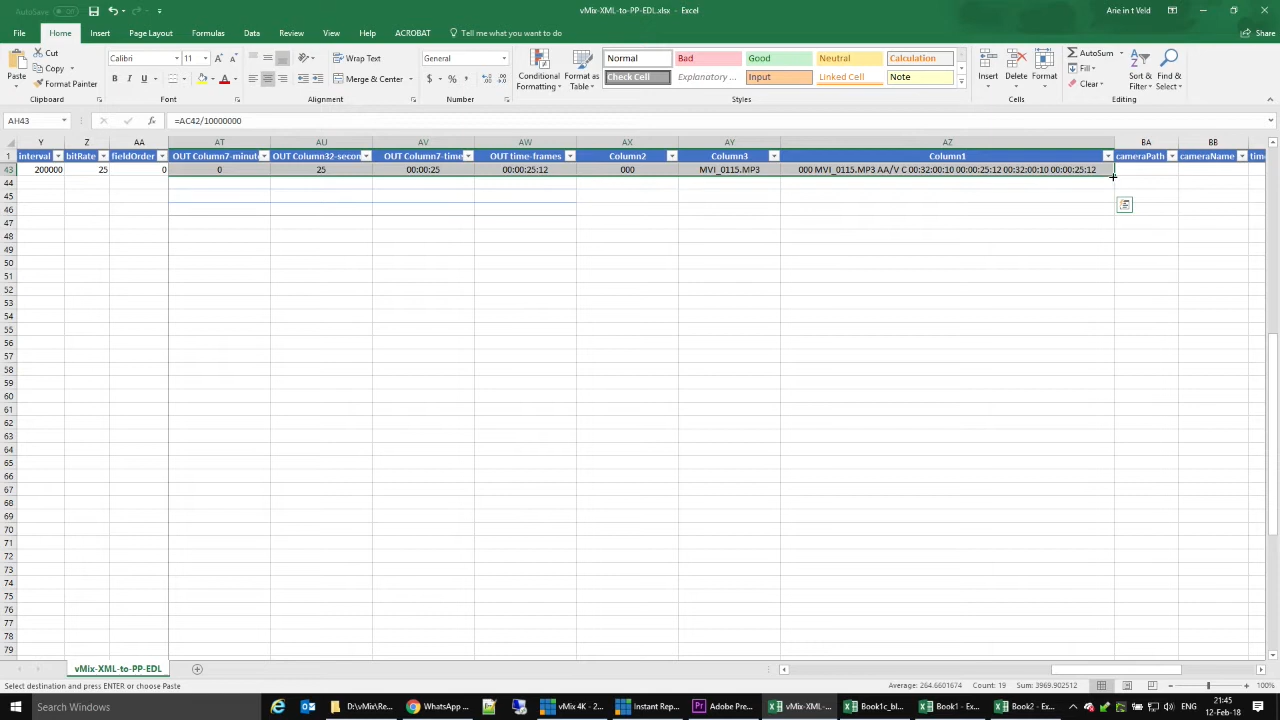 AutoSave Off
vMix-XML-to-PP-EDL.xlsx - Excel
Arie in t Veld
File Home Insert Page Layout Formulas Data Review View Help ACROBAT Tell me what you want to do Share
Cut
Copy
Format Painter
Paste
Clipboard
Calibri 11
B I U
Font
Wrap Text
Merge & Center
Alignment
General
Number
Conditional Formatting
Format as Table
Normal Bad Good Neutral Calculation
Check Cell Explanatory ... Input Linked Cell Note
Styles
Insert Delete Format
Cells
AutoSum
Fill
Clear
Sort & Filter
Find & Select
Editing
AH43 fx =AC42/10000000
Y Z AA AT AU AV AW AX AY AZ BA BB
1 interval bitRate fieldOrder OUT Column7-minut OUT Column32-secon OUT Column7-time OUT time-frames Column2 Column3 Column1 cameraPath cameraName time
43 200000 25 0 0 25 00:00:25 00:00:25:12 000 MVI_0115.MP3 000 MVI_0115.MP3 AA/V C 00:32:00:10 00:00:25:12 00:32:00:10 00:00:25:12
44
45
46
47
48
49
50
51
52
53
54
55
56
57
58
59
60
61
62
63
64
65
66
67
68
69
70
71
72
73
74
75
76
77
78
79
vMix-XML-to-PP-EDL
Select destination and press ENTER or choose Paste
Average: 264.6601674 Count: 19 Sum: 3969.902512
100%
Search Windows
D:\vMix\Re...
WhatsApp ...
vMix 4K - 2...
Instant Rep...
Adobe Pre...
vMix-XML-...
Book1c_bl...
Book1 - Ex...
Book2 - Ex...
ENG
21:45
12-Feb-18